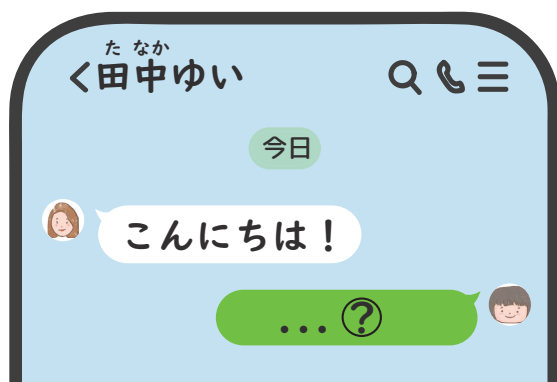 た なか
く田中ゆい
今日
こんにちは！
...?